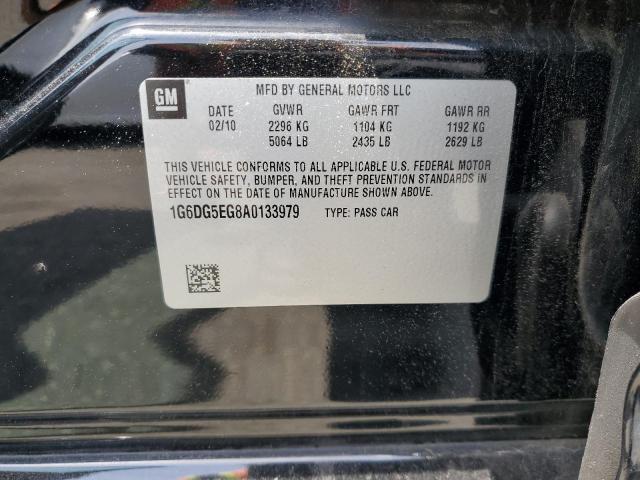 GM
MFD BY GENERAL MOTORS LLC
DATE GVWR GAWR FRT GAWR RR
02/10 2296 KG 1104 KG 1192 KG
5064 LB 2435 LB 2629 LB
THIS VEHICLE CONFORMS TO ALL APPLICABLE U.S. FEDERAL MOTOR
VEHICLE SAFETY, BUMPER, AND THEFT PREVENTION STANDARDS IN
EFFECT ON THE DATE OF MANUFACTURE SHOWN ABOVE.
1G6DG5EG8A0133979 TYPE: PASS CAR